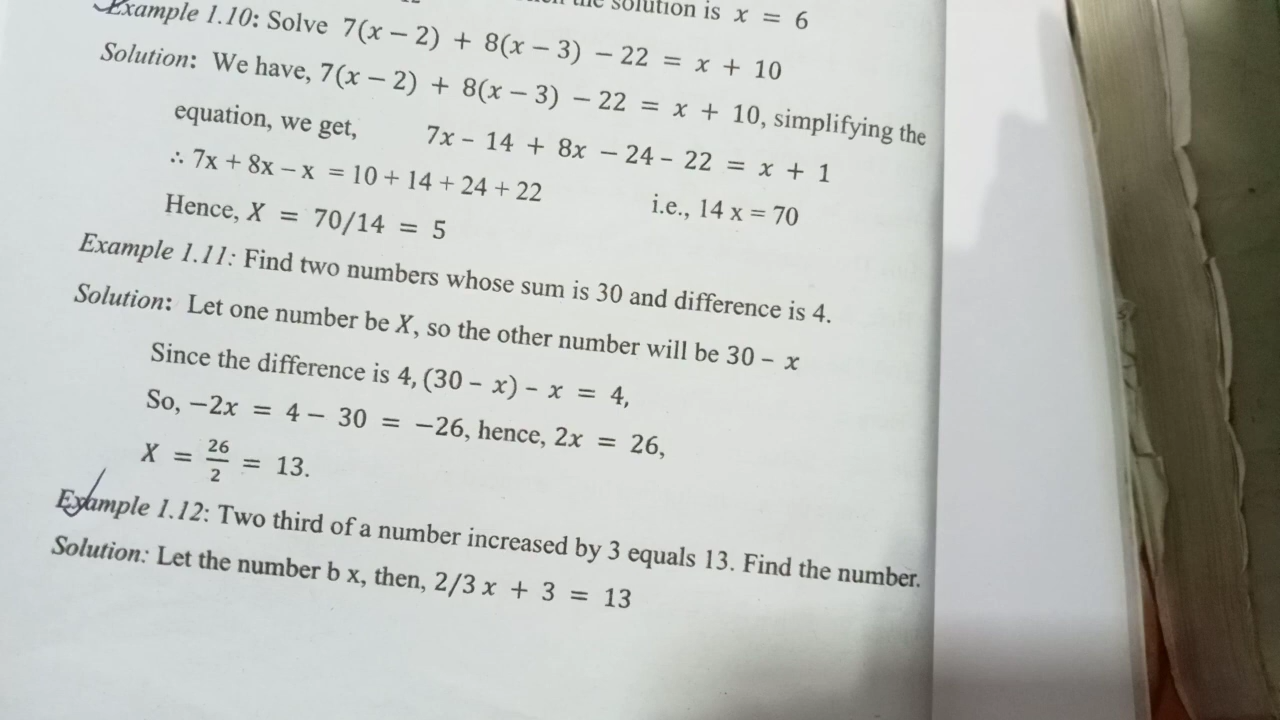 the solution is x = 6
Example 1.10: Solve 7(x − 2) + 8(x − 3) − 22 = x + 10
Solution: We have, 7(x − 2) + 8(x − 3) − 22 = x + 10, simplifying the
equation, we get, 7x − 14 + 8x − 24 − 22 = x + 1
∴ 7x + 8x − x = 10 + 14 + 24 + 22 i.e., 14 x = 70
Hence, X = 70/14 = 5
Example 1.11: Find two numbers whose sum is 30 and difference is 4.
Solution: Let one number be X, so the other number will be 30 − x
Since the difference is 4, (30 − x) − x = 4,
So, −2x = 4 − 30 = −26, hence, 2x = 26,
X = 26/2 = 13.
Example 1.12: Two third of a number increased by 3 equals 13. Find the number.
Solution: Let the number b x, then, 2/3 x + 3 = 13